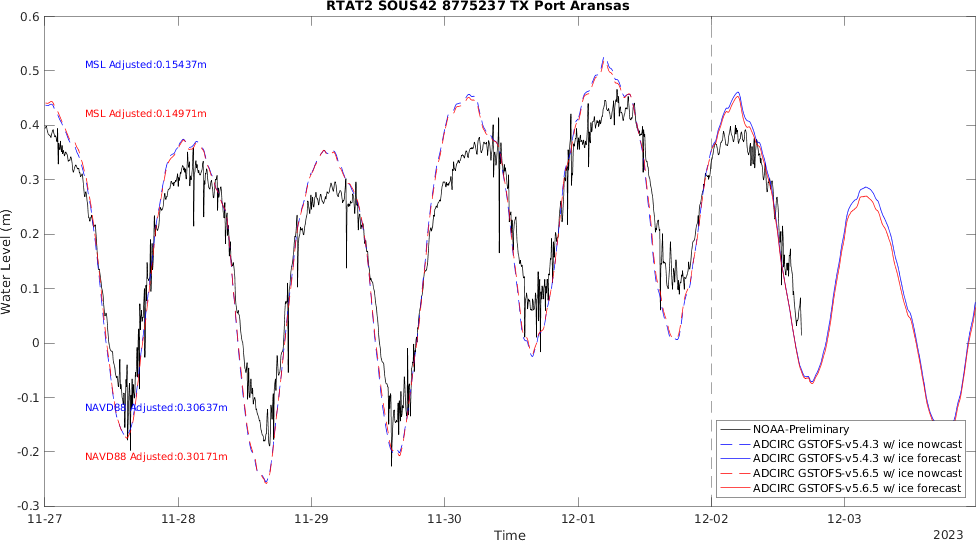 RTAT2 SOUS42 8775237 TX Port Aransas
0.6
0.5
0.4
0.3
0.2
0.1
0
-0.1
-0.2
-0.3
Water Level (m)
MSL Adjusted:0.15437m
MSL Adjusted:0.14971m
NAVD88 Adjusted:0.30637m
NAVD88 Adjusted:0.30171m
NOAA-Preliminary
ADCIRC GSTOFS-v5.4.3 w/ ice nowcast
ADCIRC GSTOFS-v5.4.3 w/ ice forecast
ADCIRC GSTOFS-v5.6.5 w/ ice nowcast
ADCIRC GSTOFS-v5.6.5 w/ ice forecast
11-27 11-28 11-29 11-30 12-01 12-02 12-03
Time
2023